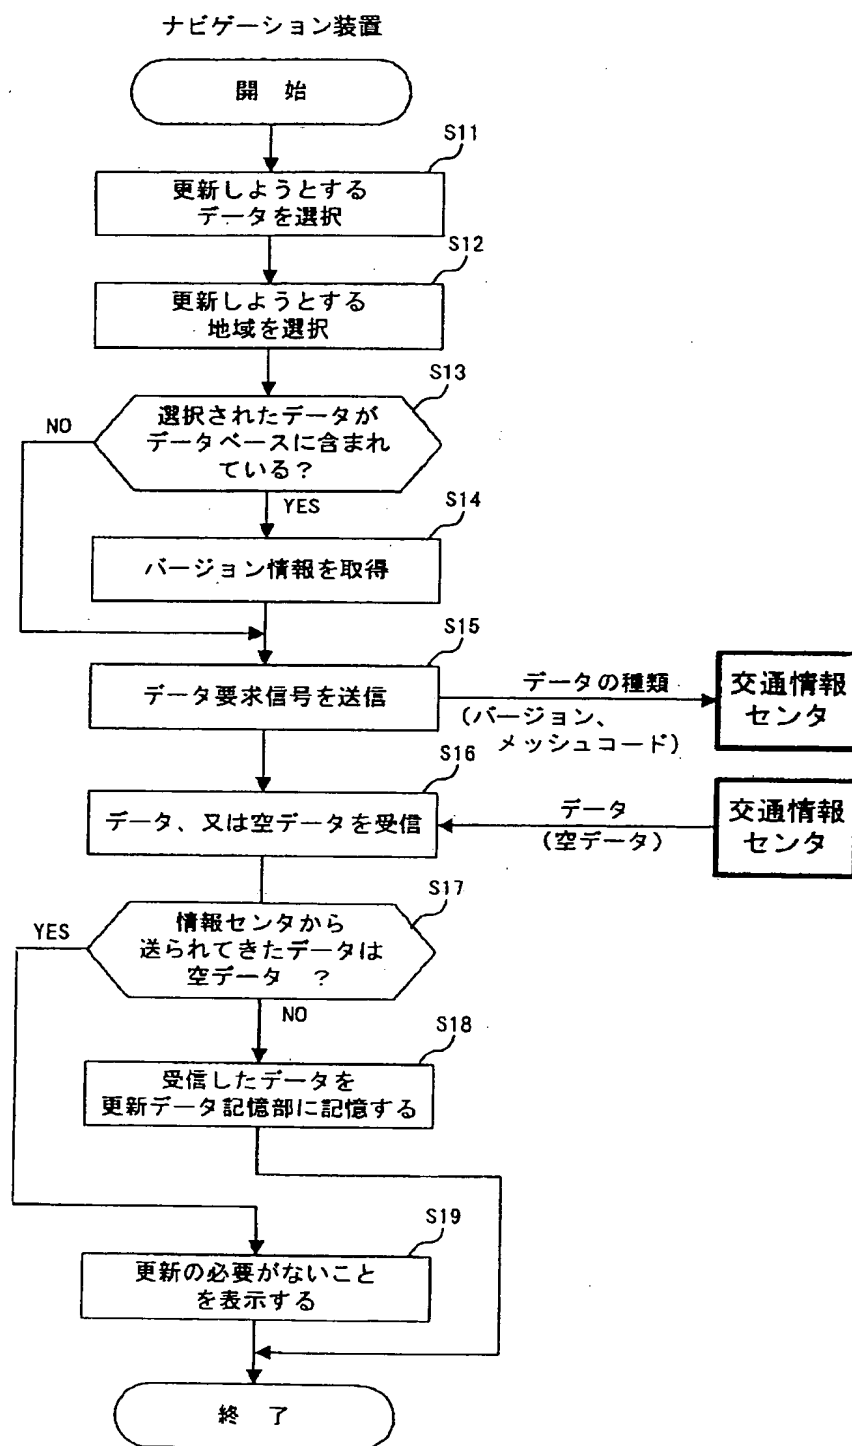 ナビゲーション装置
開 始
S11
更新しようとする
データを選択
S12
更新しようとする
地域を選択
S13
選択されたデータが
データベースに含まれ
ている?
NO
YES
S14
バージョン情報を取得
S15
データ要求信号を送信
データの種類
(バージョン、
メッシュコード)
交通情報
センタ
S16
データ、又は空データを受信
データ
(空データ)
交通情報
センタ
S17
情報センタから
送られてきたデータは
空データ ?
YES
NO
S18
受信したデータを
更新データ記憶部に記憶する
S19
更新の必要がないこと
を表示する
終 了